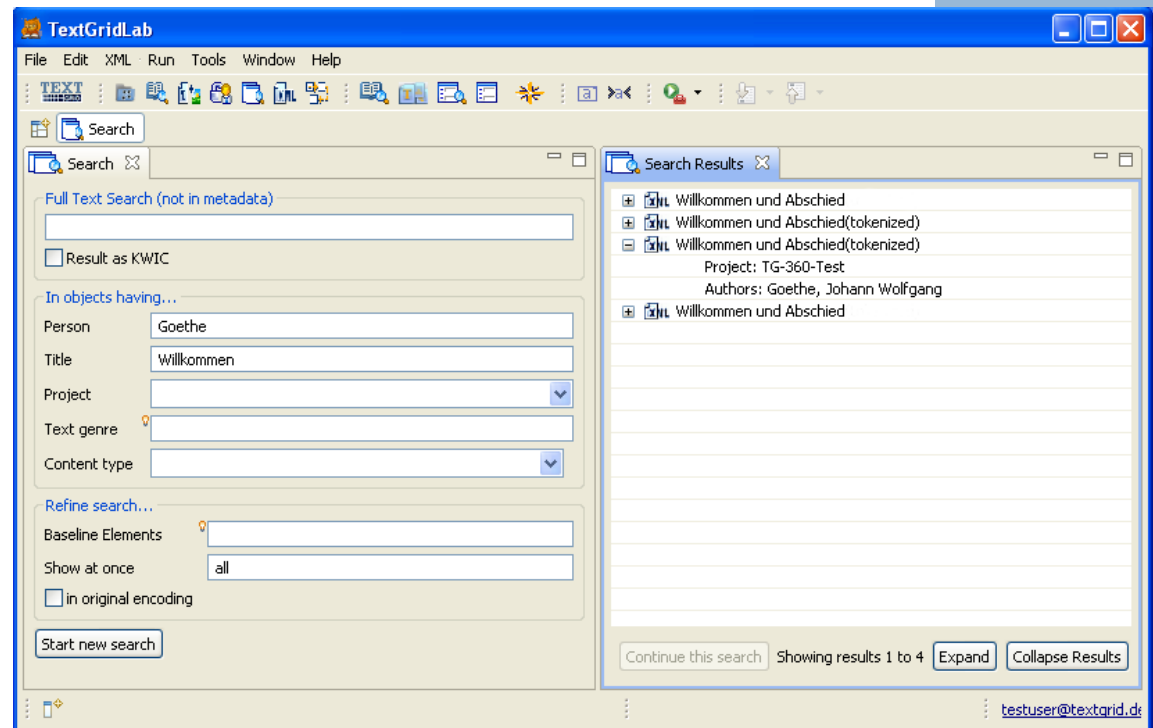 TextGridLab
File Edit XML Run Tools Window Help
TEXT
Search
Search
Full Text Search (not in metadata)
Result as KWIC
In objects having...
Person Goethe
Title Willkommen
Project
Text genre
Content type
Refine search...
Baseline Elements
Show at once all
in original encoding
Start new search
Search Results
XML Willkommen und Abschied
XML Willkommen und Abschied(tokenized)
XML Willkommen und Abschied(tokenized)
Project: TG-360-Test
Authors: Goethe, Johann Wolfgang
XML Willkommen und Abschied
Continue this search Showing results 1 to 4 Expand Collapse Results
testuser@textgrid.de